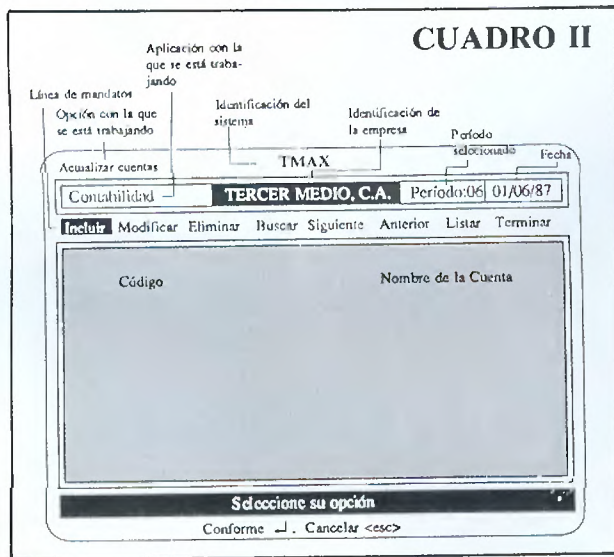 CUADRO II
Aplicación con la
que se está traba-
jando
Línea de mandatos
Opción con la que
se está trabajando
Identificación del
sistema
Identificación de
la empresa
Período
selecionado
Fecha
Actualizar cuentas
TMAX
Contabilidad
TERCER MEDIO, C.A.
Período:06
01/06/87
Incluir Modificar Eliminar Buscar Siguiente Anterior Listar Terminar
Código
Nombre de la Cuenta
Seleccione su opción
Conforme ↵. Cancelar <esc>